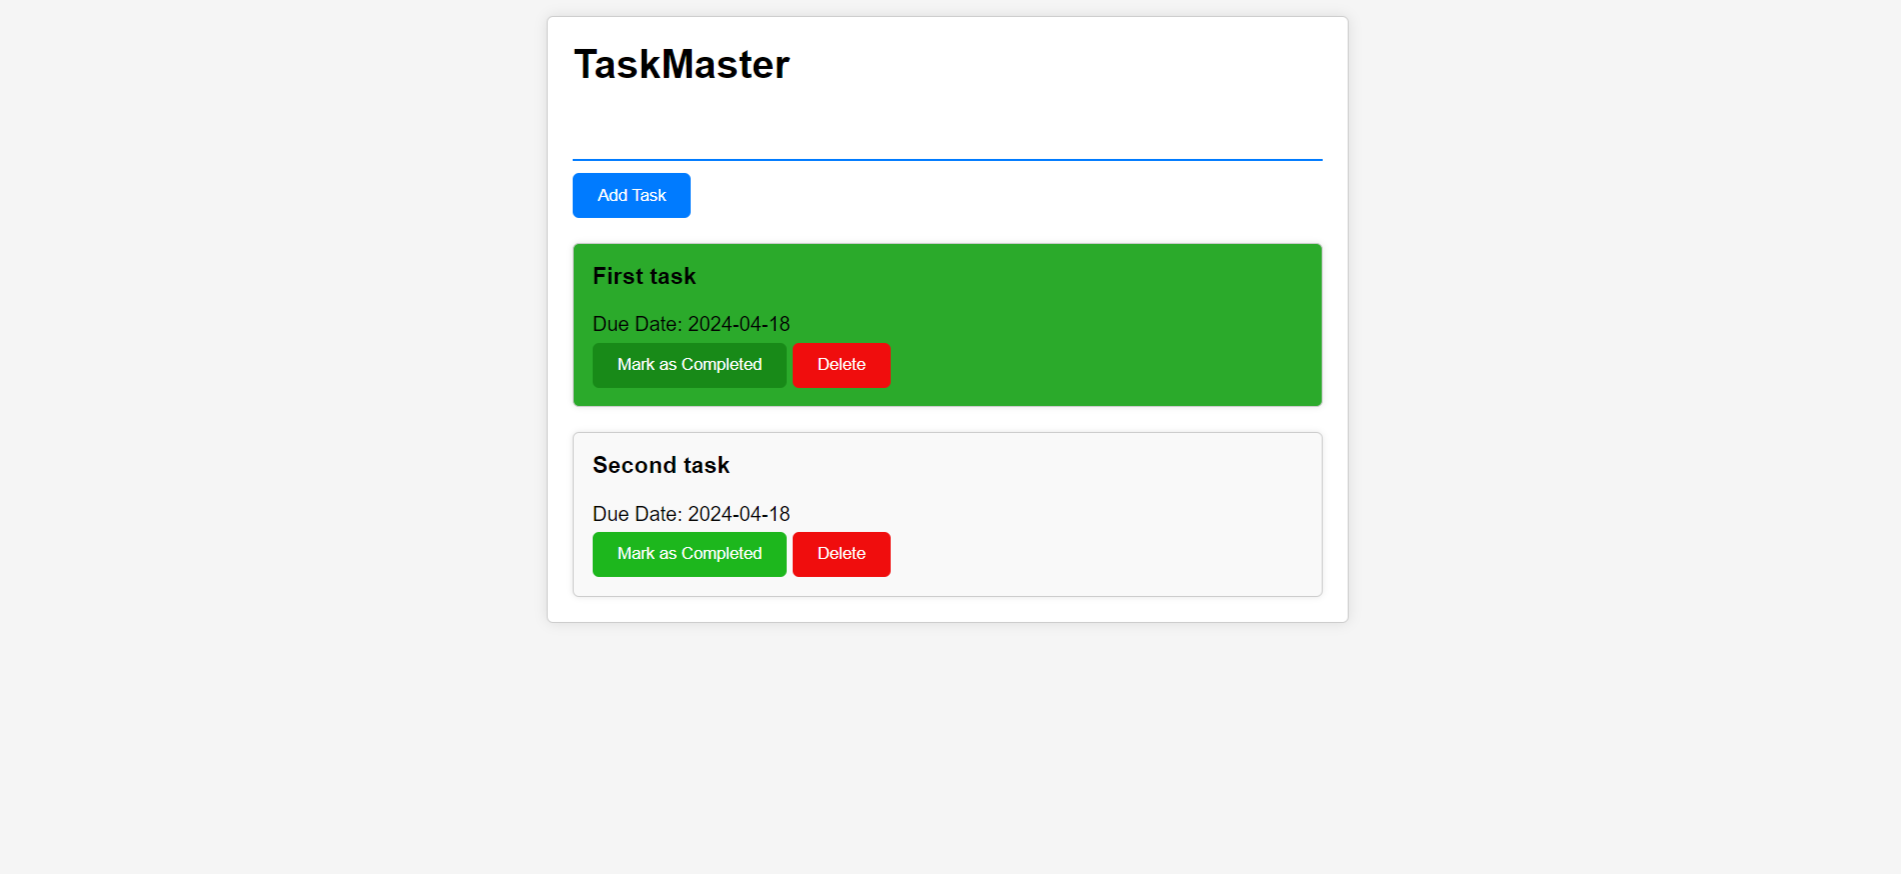 TaskMaster
Add Task
First task
Due Date: 2024-04-18
Mark as Completed Delete
Second task
Due Date: 2024-04-18
Mark as Completed Delete